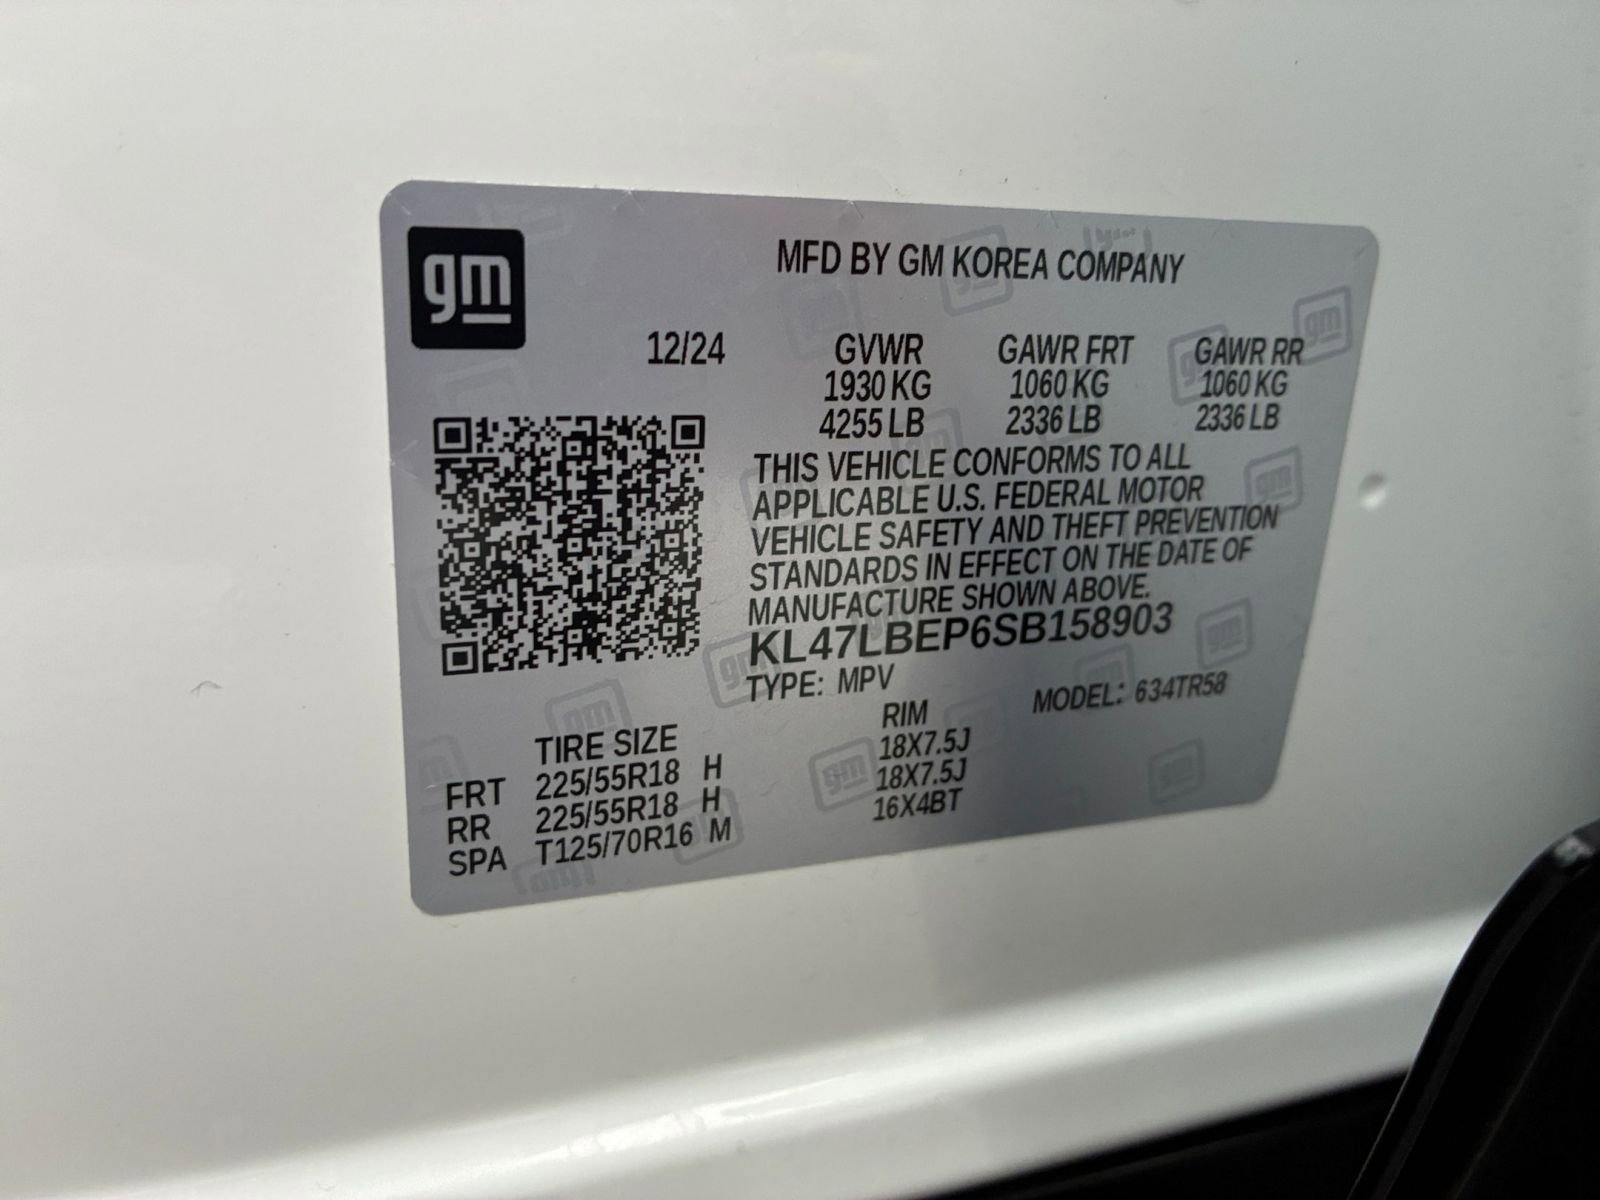 gm
MFD BY GM KOREA COMPANY
12/24 GVWR GAWR FRT GAWR RR
1930 KG 1060 KG 1060 KG
4255 LB 2336 LB 2336 LB
THIS VEHICLE CONFORMS TO ALL
APPLICABLE U.S. FEDERAL MOTOR
VEHICLE SAFETY AND THEFT PREVENTION
STANDARDS IN EFFECT ON THE DATE OF
MANUFACTURE SHOWN ABOVE.
KL47LBEP6SB158903
TYPE: MPV MODEL: 634TR58
TIRE SIZE RIM
FRT 225/55R18 H 18X7.5J
RR 225/55R18 H 18X7.5J
SPA T125/70R16 M 16X4BT